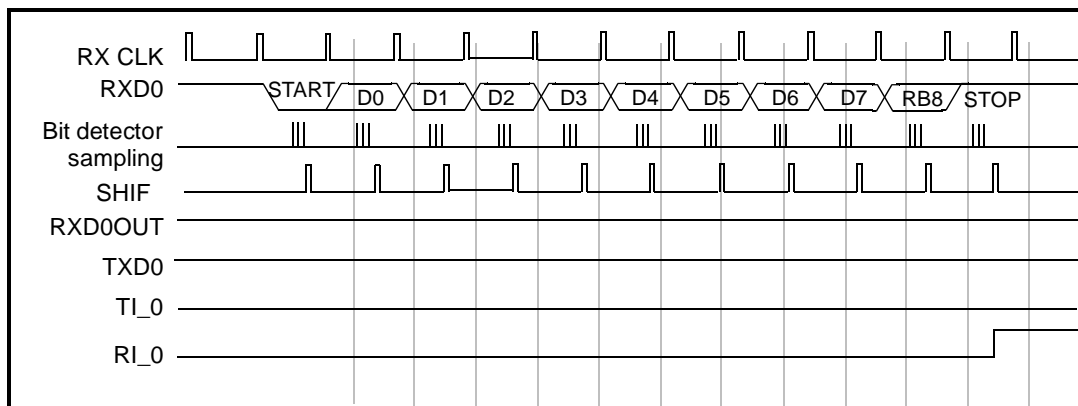 RX CLK
RXD0
START D0 D1 D2 D3 D4 D5 D6 D7 RB8 STOP
Bit detector
sampling
SHIF
RXD0OUT
TXD0
TI_0
RI_0